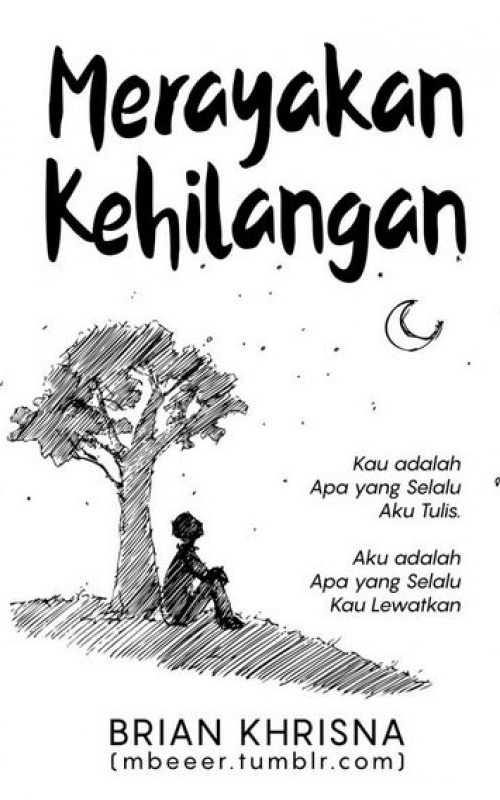 Merayakan
Kehilangan
Kau adalah
Apa yang Selalu
Aku Tulis.
Aku adalah
Apa yang Selalu
Kau Lewatkan
BRIAN KHRISNA
(mbeeer.tumblr.com)